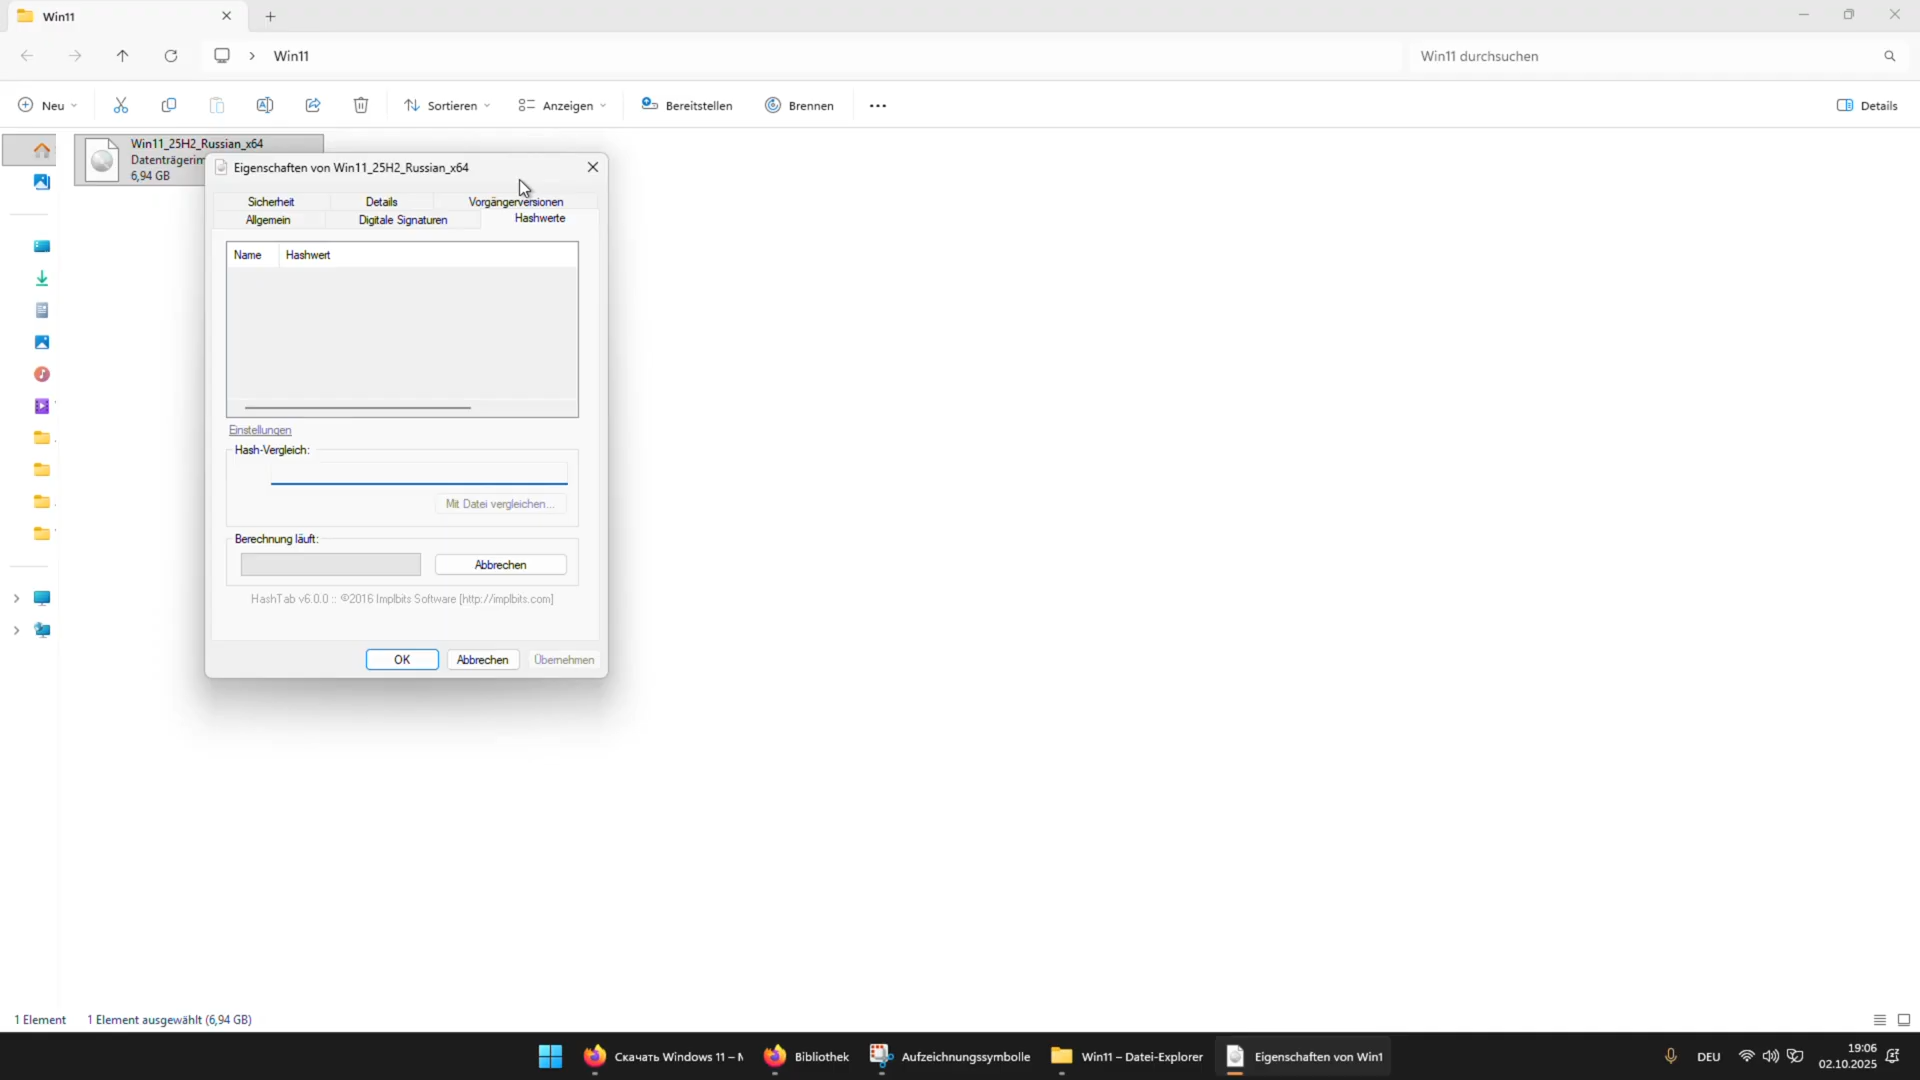 Win11
Win11
Win11 durchsuchen
Neu
Sortieren
Anzeigen
Bereitstellen
Brennen
Details
Win11_25H2_Russian_x64
Datenträgerim
6,94 GB
Eigenschaften von Win11_25H2_Russian_x64
Sicherheit
Details
Vorgängerversionen
Allgemein
Digitale Signaturen
Hashwerte
Name
Hashwert
Einstellungen
Hash-Vergleich:
Mit Datei vergleichen...
Berechnung läuft:
Abbrechen
HashTab v6.0.0 :: ©2016 Implbits Software [http://implbits.com]
OK
Abbrechen
Übernehmen
1 Element
1 Element ausgewählt (6,94 GB)
Скачать Windows 11 –
Bibliothek
Aufzeichnungssymbolle
Win11 – Datei-Explorer
Eigenschaften von Win1
DEU
19:06
02.10.2025